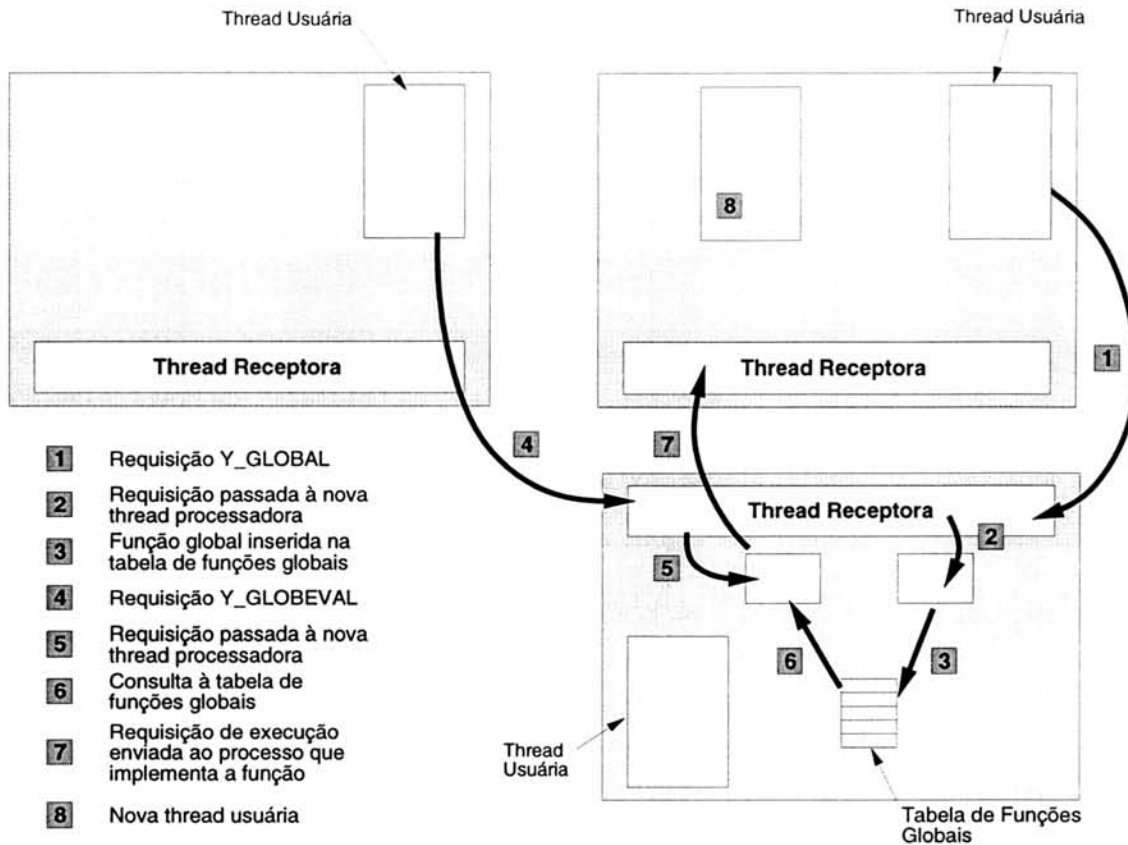 Thread Usuária
Thread Usuária
8
Thread Receptora
Thread Receptora
1
4
7
1 Requisição Y_GLOBAL
2 Requisição passada à nova
thread processadora
3 Função global inserida na
tabela de funções globais
4 Requisição Y_GLOBEVAL
5 Requisição passada à nova
thread processadora
6 Consulta à tabela de
funções globais
7 Requisição de execução
enviada ao processo que
implementa a função
8 Nova thread usuária
Thread Receptora
2
5
6
3
Thread
Usuária
Tabela de Funções
Globais